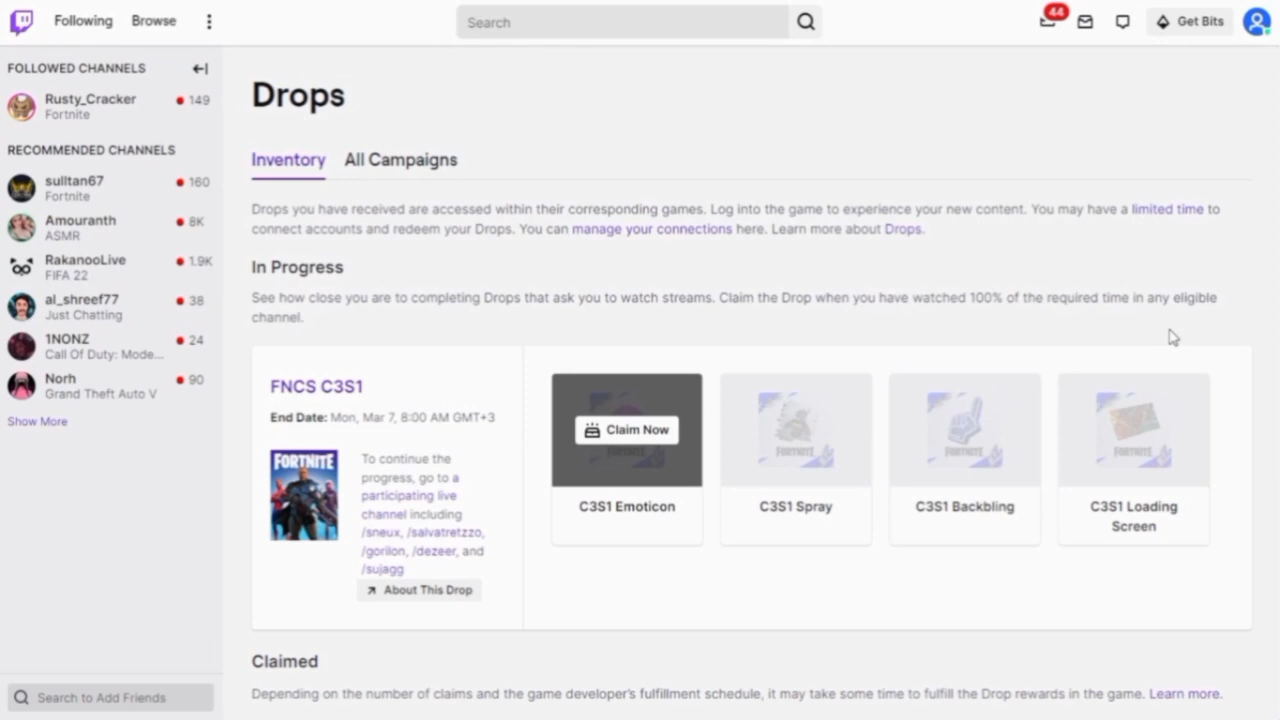 Following
Browse
Search
44
Get Bits
FOLLOWED CHANNELS
Rusty_Cracker
149
Fortnite
RECOMMENDED CHANNELS
sulltan67
160
Fortnite
Amouranth
8K
ASMR
RakanooLive
1.9K
FIFA 22
al_shreef77
38
Just Chatting
1NONZ
24
Call Of Duty: Mode...
Norh
90
Grand Theft Auto V
Show More
Search to Add Friends
Drops
Inventory
All Campaigns
Drops you have received are accessed within their corresponding games. Log into the game to experience your new content. You may have a limited time to
connect accounts and redeem your Drops. You can manage your connections here. Learn more about Drops.
In Progress
See how close you are to completing Drops that ask you to watch streams. Claim the Drop when you have watched 100% of the required time in any eligible
channel.
FNCS C3S1
End Date: Mon, Mar 7, 8:00 AM GMT+3
FORTNITE
To continue the
progress, go to a
participating live
channel including
/sneux, /salvatretzzo,
/gorilon, /dezeer, and
/sujagg
About This Drop
Claim Now
C3S1 Emoticon
FORTNITE
C3S1 Spray
FORTNITE
C3S1 Backbling
FORTNITE
C3S1 Loading
Screen
Claimed
Depending on the number of claims and the game developer's fulfillment schedule, it may take some time to fulfill the Drop rewards in the game. Learn more.